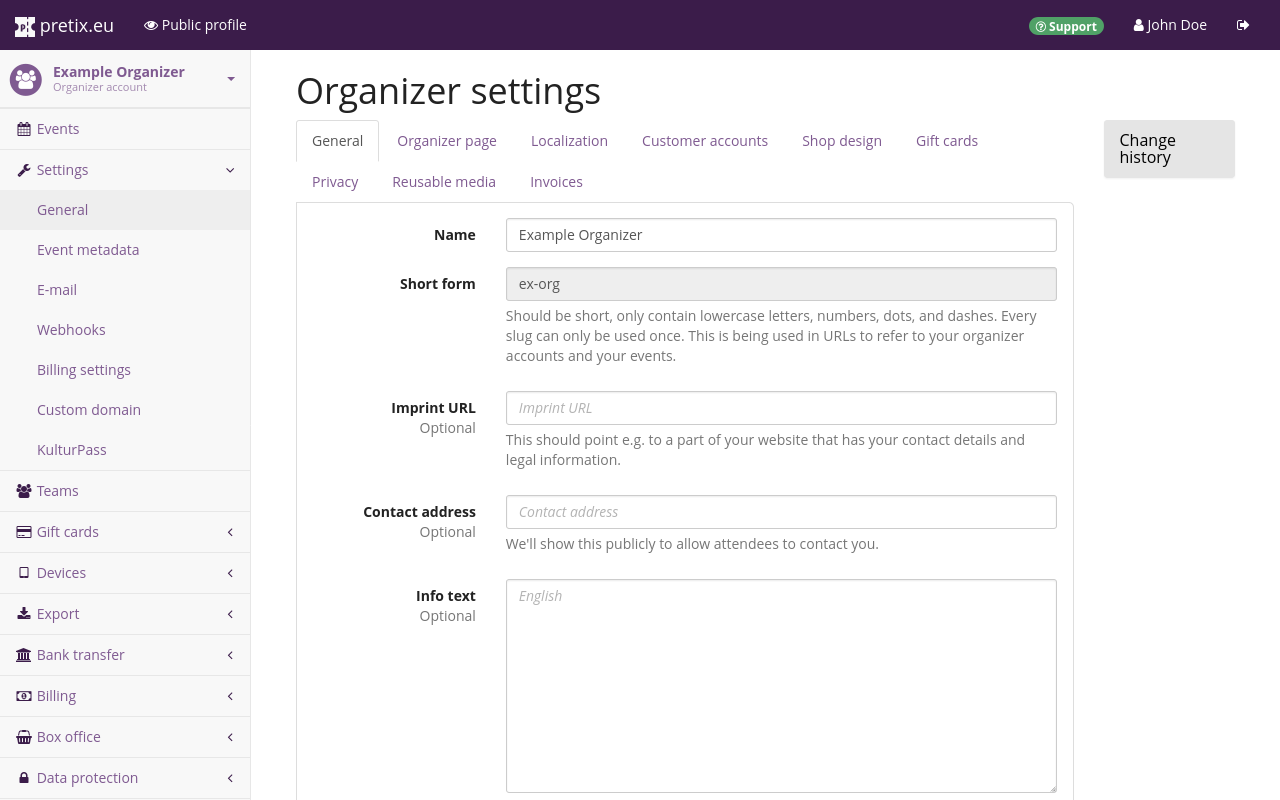 pretix.eu
Public profile
Support
John Doe
Example Organizer
Organizer account
Events
Settings
General
Event metadata
E-mail
Webhooks
Billing settings
Custom domain
KulturPass
Teams
Gift cards
Devices
Export
Bank transfer
Billing
Box office
Data protection
Organizer settings
General
Organizer page
Localization
Customer accounts
Shop design
Gift cards
Privacy
Reusable media
Invoices
Name
Example Organizer
Short form
ex-org
Should be short, only contain lowercase letters, numbers, dots, and dashes. Every
slug can only be used once. This is being used in URLs to refer to your organizer
accounts and your events.
Imprint URL
Optional
Imprint URL
This should point e.g. to a part of your website that has your contact details and
legal information.
Contact address
Optional
Contact address
We'll show this publicly to allow attendees to contact you.
Info text
Optional
English
Change
history